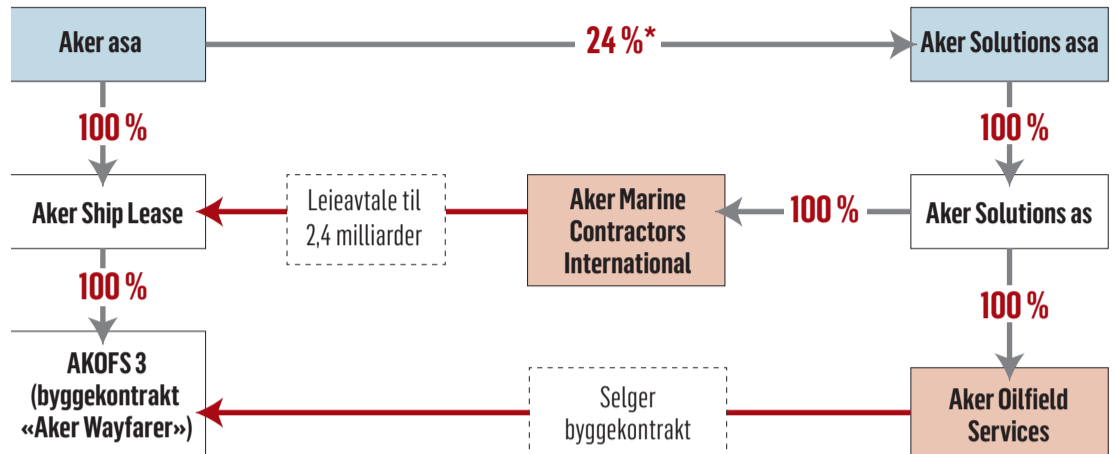 Aker asa
24 %*
Aker Solutions asa
100 %
100 %
Aker Ship Lease
Leieavtale til
2,4 milliarder
Aker Marine
Contractors
International
100 %
Aker Solutions as
100 %
100 %
AKOFS 3
(byggekontrakt
«Aker Wayfarer»)
Selger
byggekontrakt
Aker Oilfield
Services